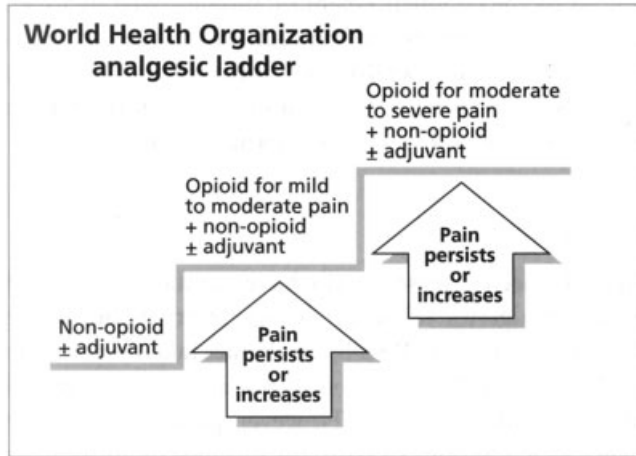 World Health Organization
analgesic ladder
Opioid for moderate
to severe pain
+ non-opioid
± adjuvant
Opioid for mild
to moderate pain
+ non-opioid
± adjuvant
Pain
persists
or
increases
Non-opioid
± adjuvant
Pain
persists
or
increases